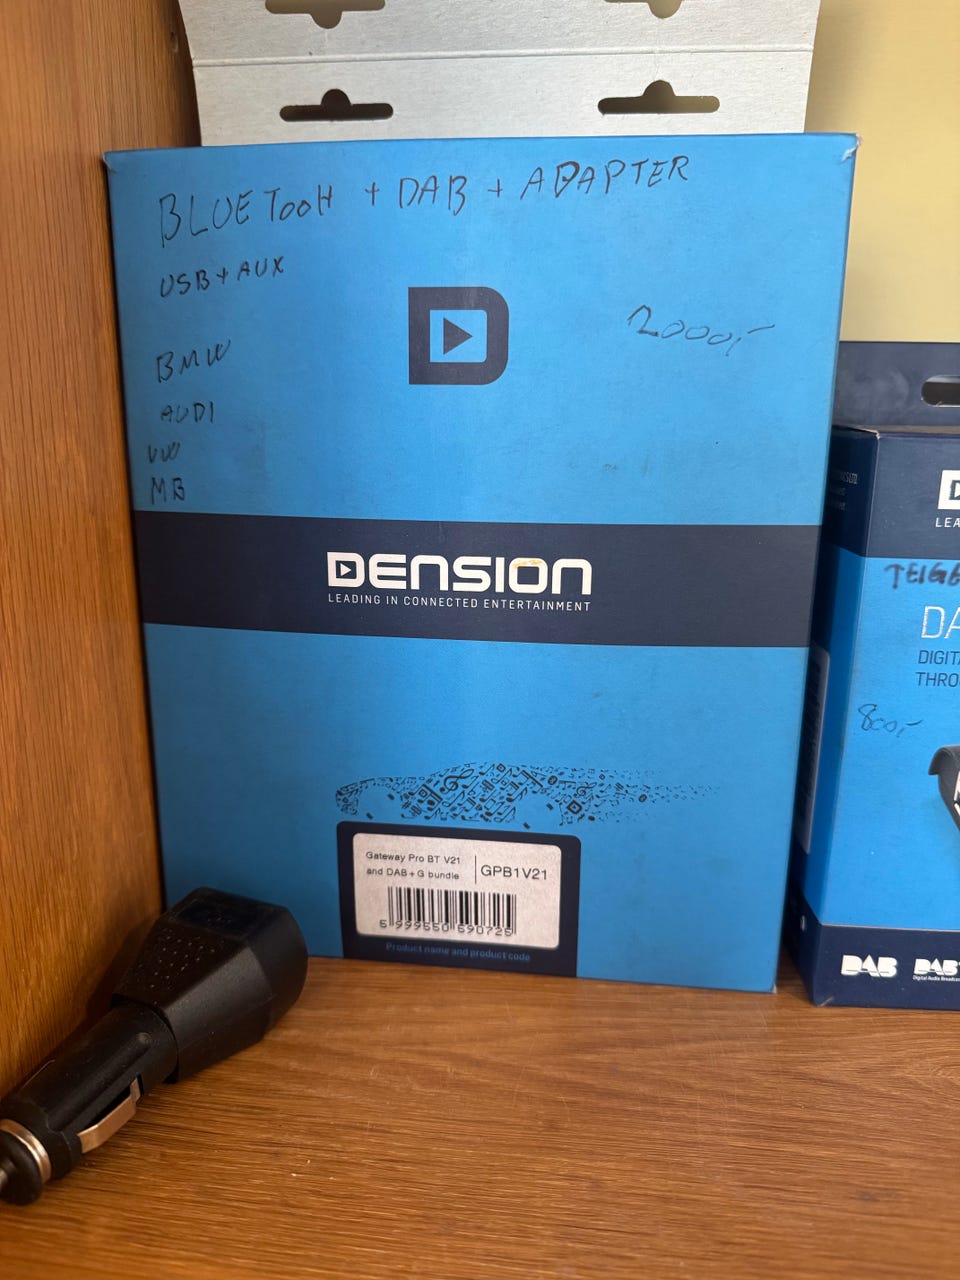 BLUETOOH + DAB + ADAPTER
USB + AUX
2000,-
BMW
AUDI
VW
MB
DENSION
LEADING IN CONNECTED ENTERTAINMENT
Gateway Pro BT V21
and DAB+G bundle
GPB1V21
5 999550 590725
Product name and product code
LEA
DA
DIGIT
THRO
800,-
DAB
DAB